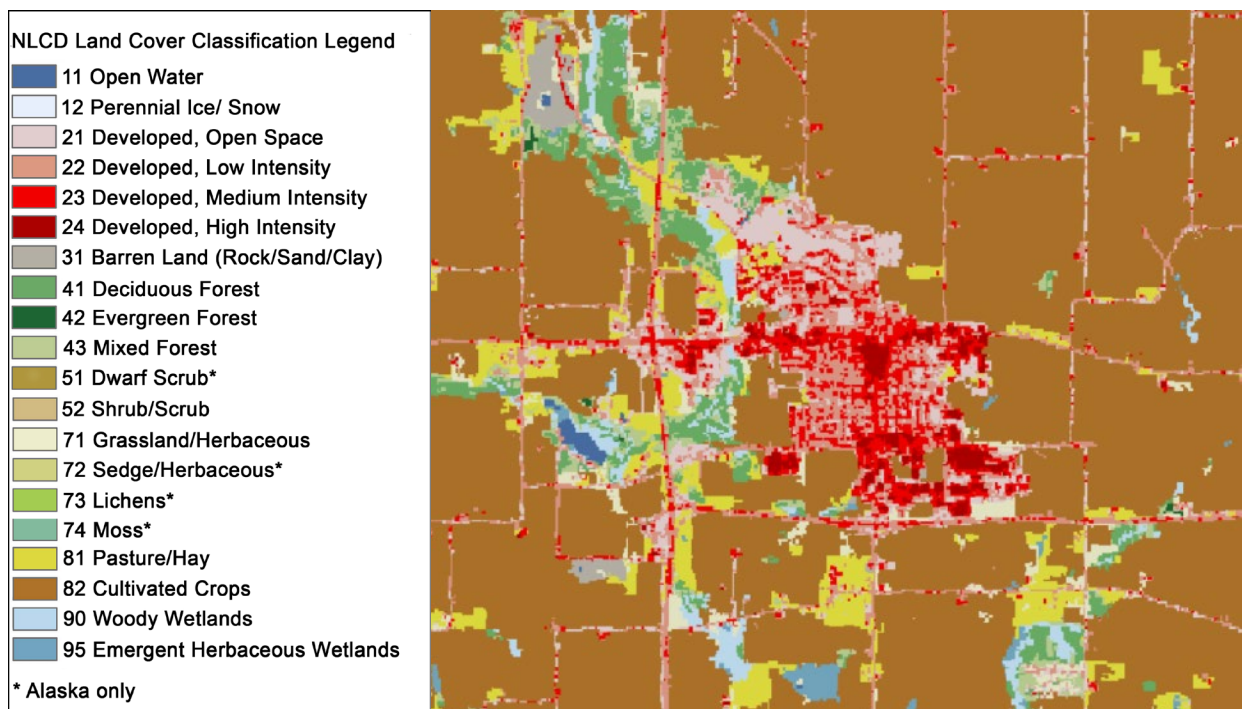 NLCD Land Cover Classification Legend
11 Open Water
12 Perennial Ice/ Snow
21 Developed, Open Space
22 Developed, Low Intensity
23 Developed, Medium Intensity
24 Developed, High Intensity
31 Barren Land (Rock/Sand/Clay)
41 Deciduous Forest
42 Evergreen Forest
43 Mixed Forest
51 Dwarf Scrub*
52 Shrub/Scrub
71 Grassland/Herbaceous
72 Sedge/Herbaceous*
73 Lichens*
74 Moss*
81 Pasture/Hay
82 Cultivated Crops
90 Woody Wetlands
95 Emergent Herbaceous Wetlands
* Alaska only